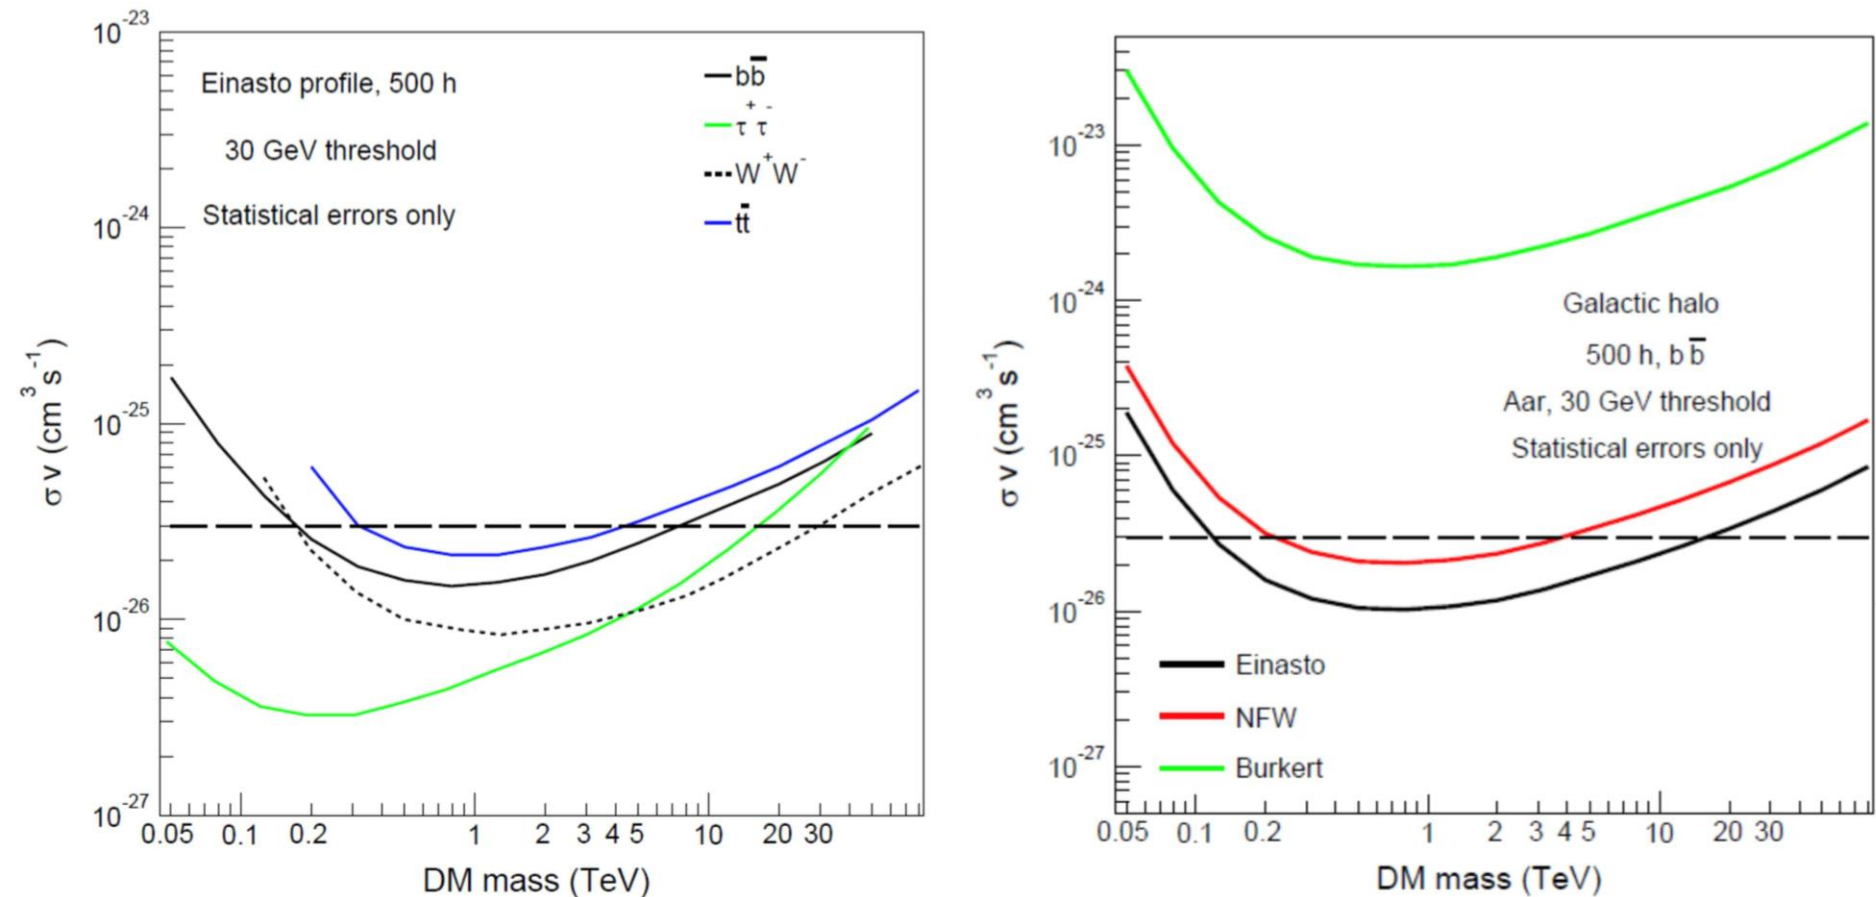 10⁻²³
Einasto profile, 500 h
30 GeV threshold
Statistical errors only
bb̅
τ⁺τ⁻
W⁺W⁻
tt̅
10⁻²⁴
10⁻²⁵
10⁻²⁶
10⁻²⁷
σ v (cm³ s⁻¹)
0.05 0.1 0.2 1 2 3 4 5 10 20 30
DM mass (TeV)
10⁻²³
10⁻²⁴
10⁻²⁵
10⁻²⁶
10⁻²⁷
σ v (cm³ s⁻¹)
Galactic halo
500 h, b b̅
Aar, 30 GeV threshold
Statistical errors only
Einasto
NFW
Burkert
0.05 0.1 0.2 1 2 3 4 5 10 20 30
DM mass (TeV)